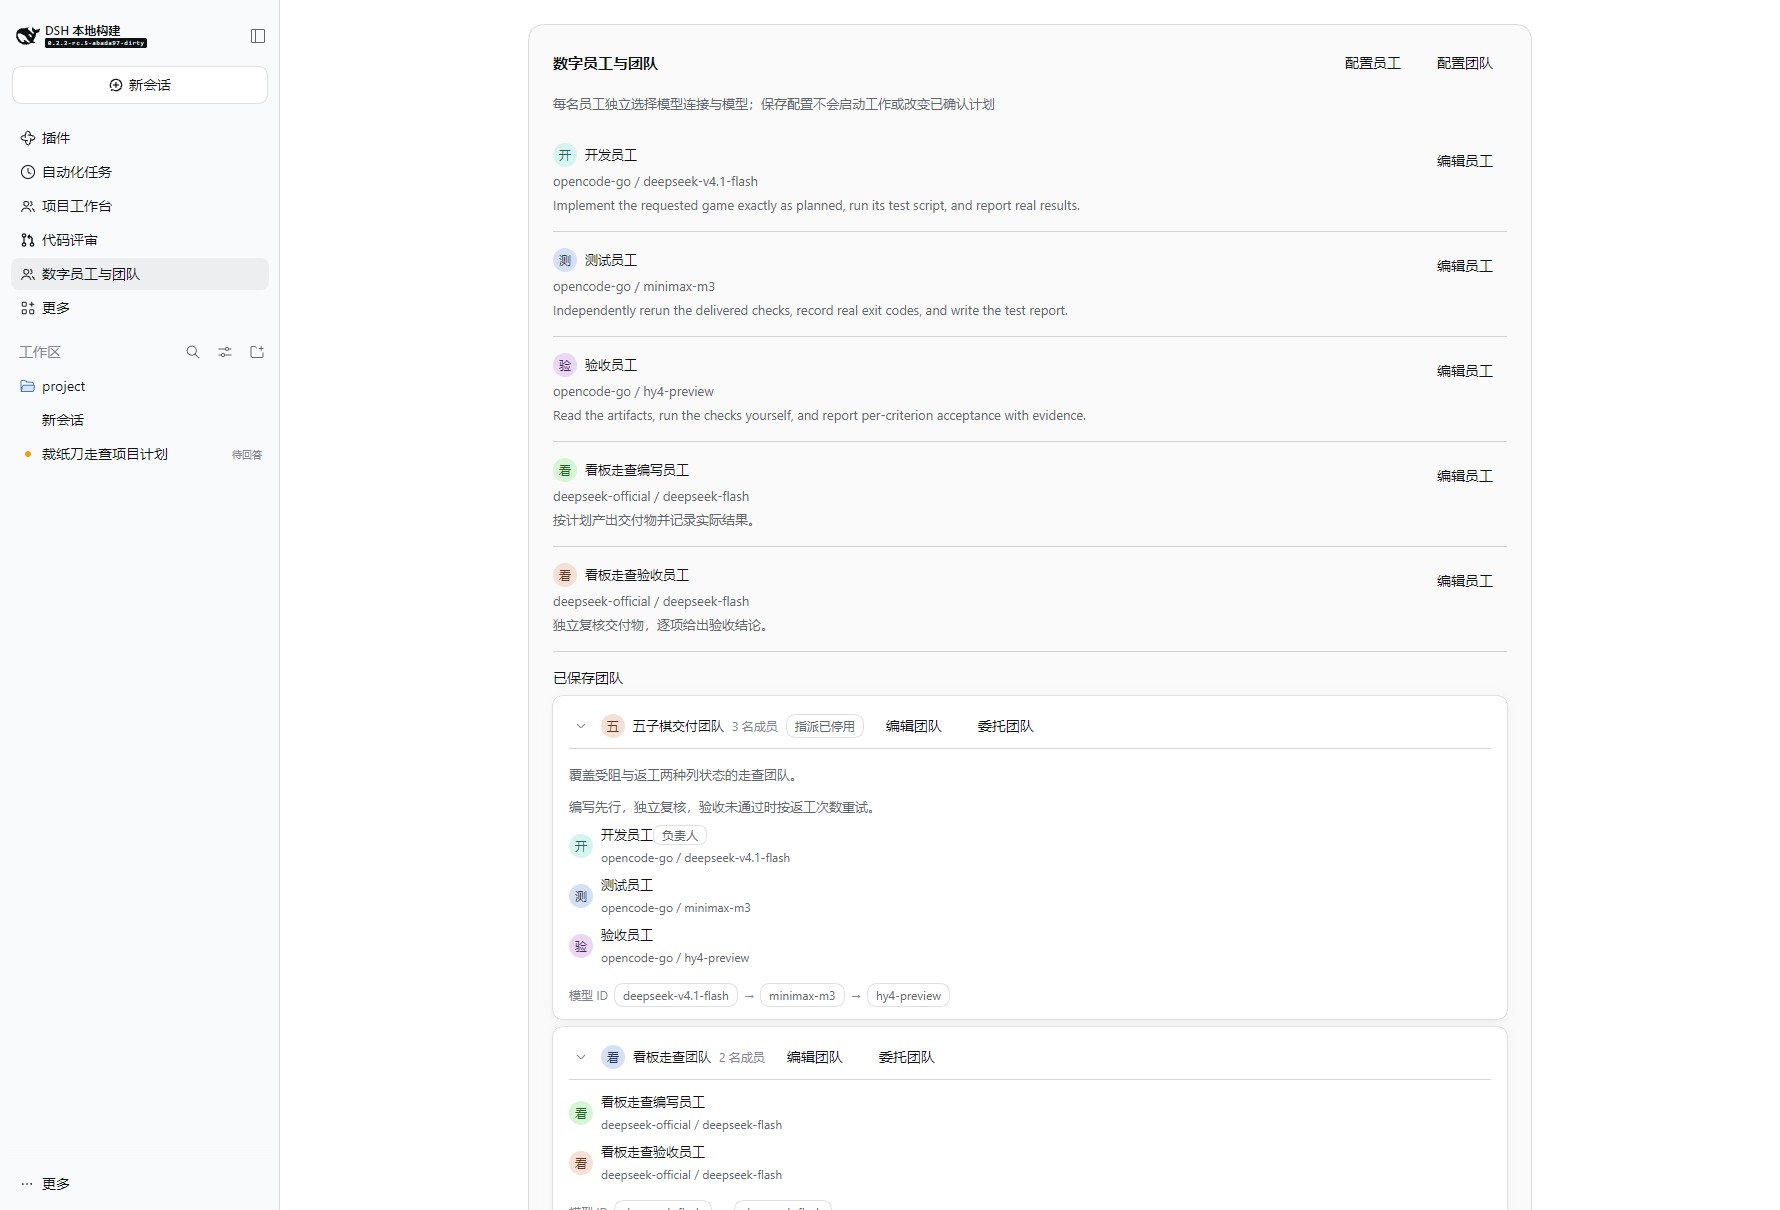 DSH 本地构建
0.3.2-rc.5-abada97-dirty
新会话
插件
自动化任务
项目工作台
代码评审
数字员工与团队
更多
工作区
project
新会话
裁纸刀走查项目计划 待回答
更多
数字员工与团队 配置员工 配置团队
每名员工独立选择模型连接与模型；保存配置不会启动工作或改变已确认计划
开 开发员工 编辑员工
opencode-go / deepseek-v4.1-flash
Implement the requested game exactly as planned, run its test script, and report real results.
测 测试员工 编辑员工
opencode-go / minimax-m3
Independently rerun the delivered checks, record real exit codes, and write the test report.
验 验收员工 编辑员工
opencode-go / hy4-preview
Read the artifacts, run the checks yourself, and report per-criterion acceptance with evidence.
看 看板走查编写员工 编辑员工
deepseek-official / deepseek-flash
按计划产出交付物并记录实际结果。
看 看板走查验收员工 编辑员工
deepseek-official / deepseek-flash
独立复核交付物，逐项给出验收结论。
已保存团队
五 五子棋交付团队 3 名成员 指派已停用 编辑团队 委托团队
覆盖受阻与返工两种列状态的走查团队。
编写先行，独立复核，验收未通过时按返工次数重试。
开 开发员工 负责人
opencode-go / deepseek-v4.1-flash
测 测试员工
opencode-go / minimax-m3
验 验收员工
opencode-go / hy4-preview
模型 ID deepseek-v4.1-flash → minimax-m3 → hy4-preview
看 看板走查团队 2 名成员 编辑团队 委托团队
看 看板走查编写员工
deepseek-official / deepseek-flash
看 看板走查验收员工
deepseek-official / deepseek-flash